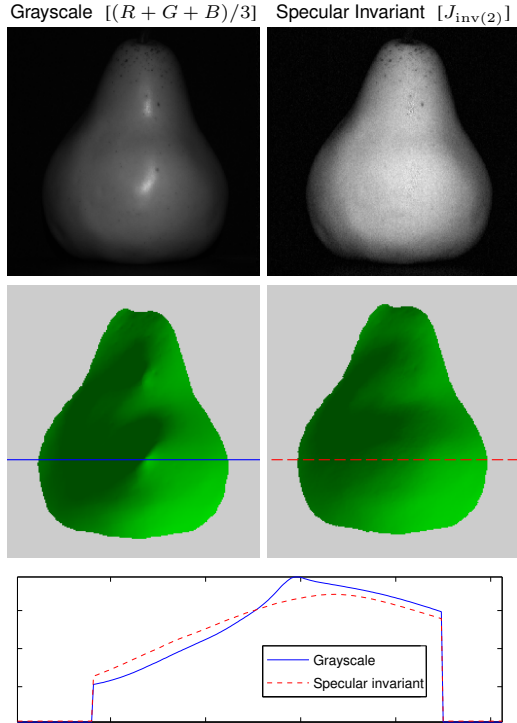 Grayscale [(R + G + B)/3]
Specular Invariant [J_inv(2)]
Grayscale
Specular invariant